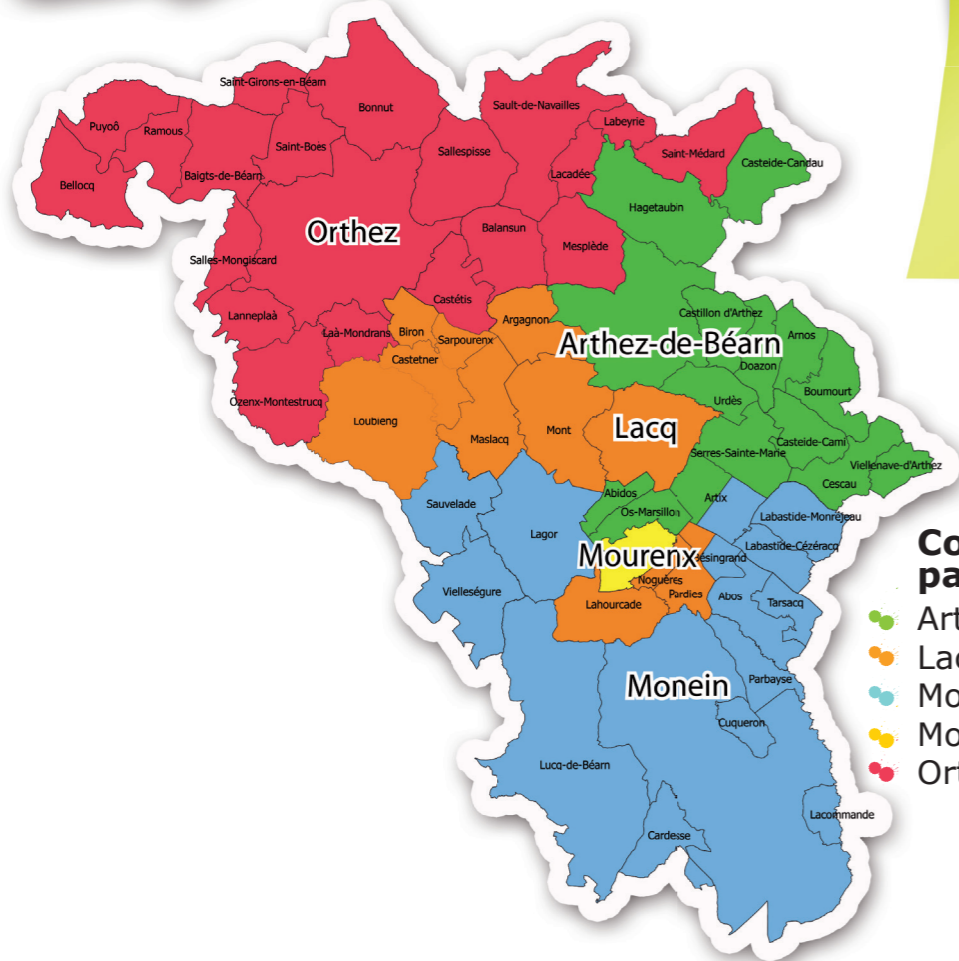 Saint-Girons-en-Béarn
Bonnut
Sault-de-Navailles
Puyoô
Ramous
Labeyrie
Saint-Boès
Sallespisse
Saint-Médard
Casteide-Candau
Bellocq
Baigts-de-Béarn
Lacadée
Hagetaubin
Orthez
Balansun
Mesplède
Salles-Mongiscard
Castétis
Lanneplaà
Laà-Mondrans
Biron
Sarpourenx
Argagnon
Castillon d'Arthez
Arnos
Arthez-de-Béarn
Castetner
Doazon
Boumourt
Ozenx-Montestrucq
Urdès
Loubieng
Maslacq
Mont
Lacq
Casteide-Cami
Serres-Sainte-Marie
Viellenave-d'Arthez
Cescau
Abidos
Artix
Sauvelade
Os-Marsillon
Labastide-Monréjeau
Lagor
Labastide-Cézéracq
Mourenx
ésingrand
Noguères
Pardies
Abos
Tarsacq
Vielleségure
Lahourcade
Monein
Parbayse
Cuqueron
Lucq-de-Béarn
Lacommande
Cardesse
Co
pa
Art
Lac
Mo
Mo
Ort